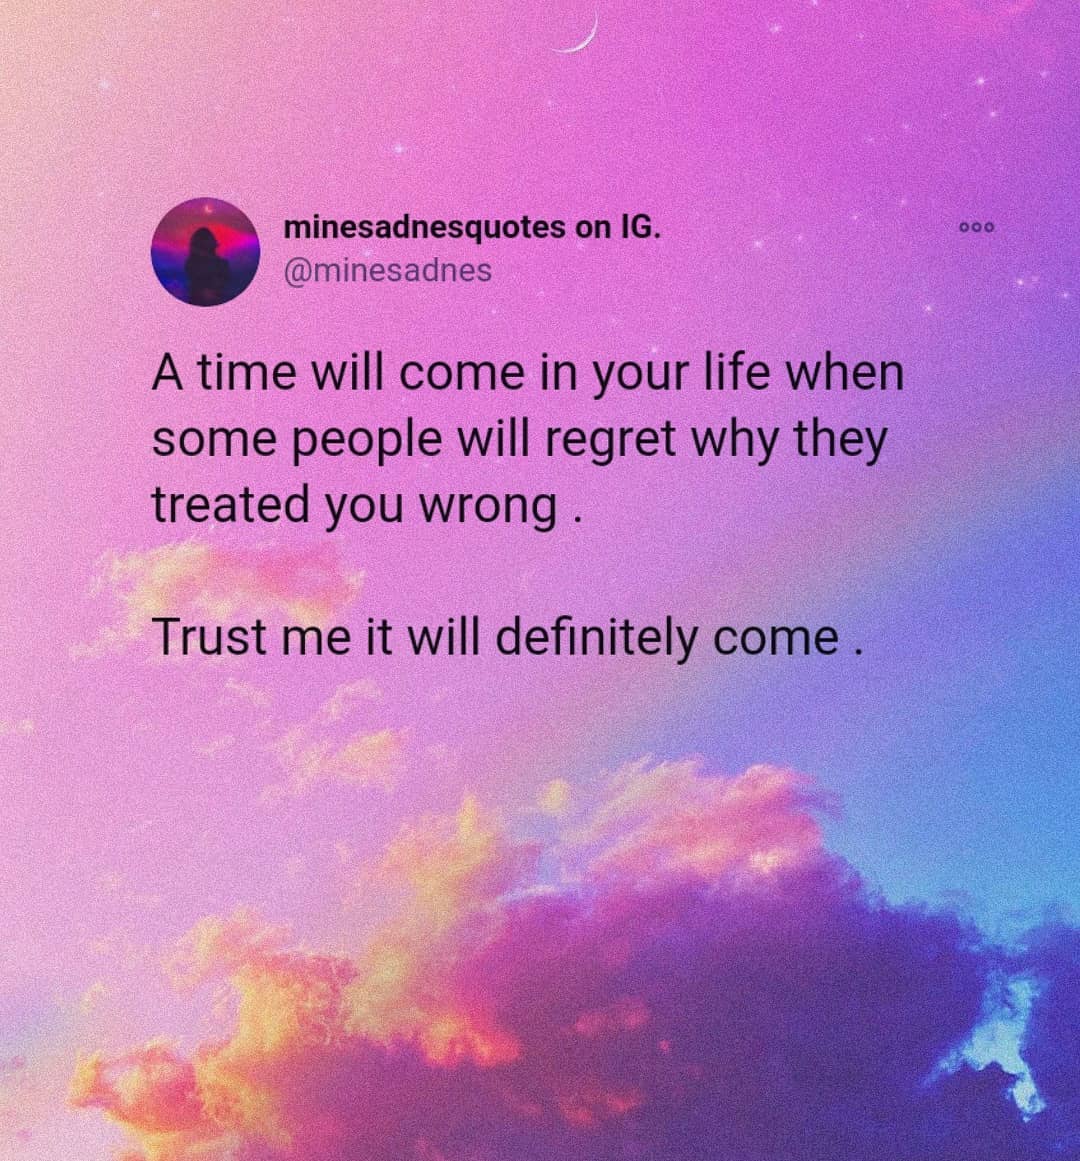 minesadnesquotes on IG.
@minesadnes
A time will come in your life when
some people will regret why they
treated you wrong .
Trust me it will definitely come .